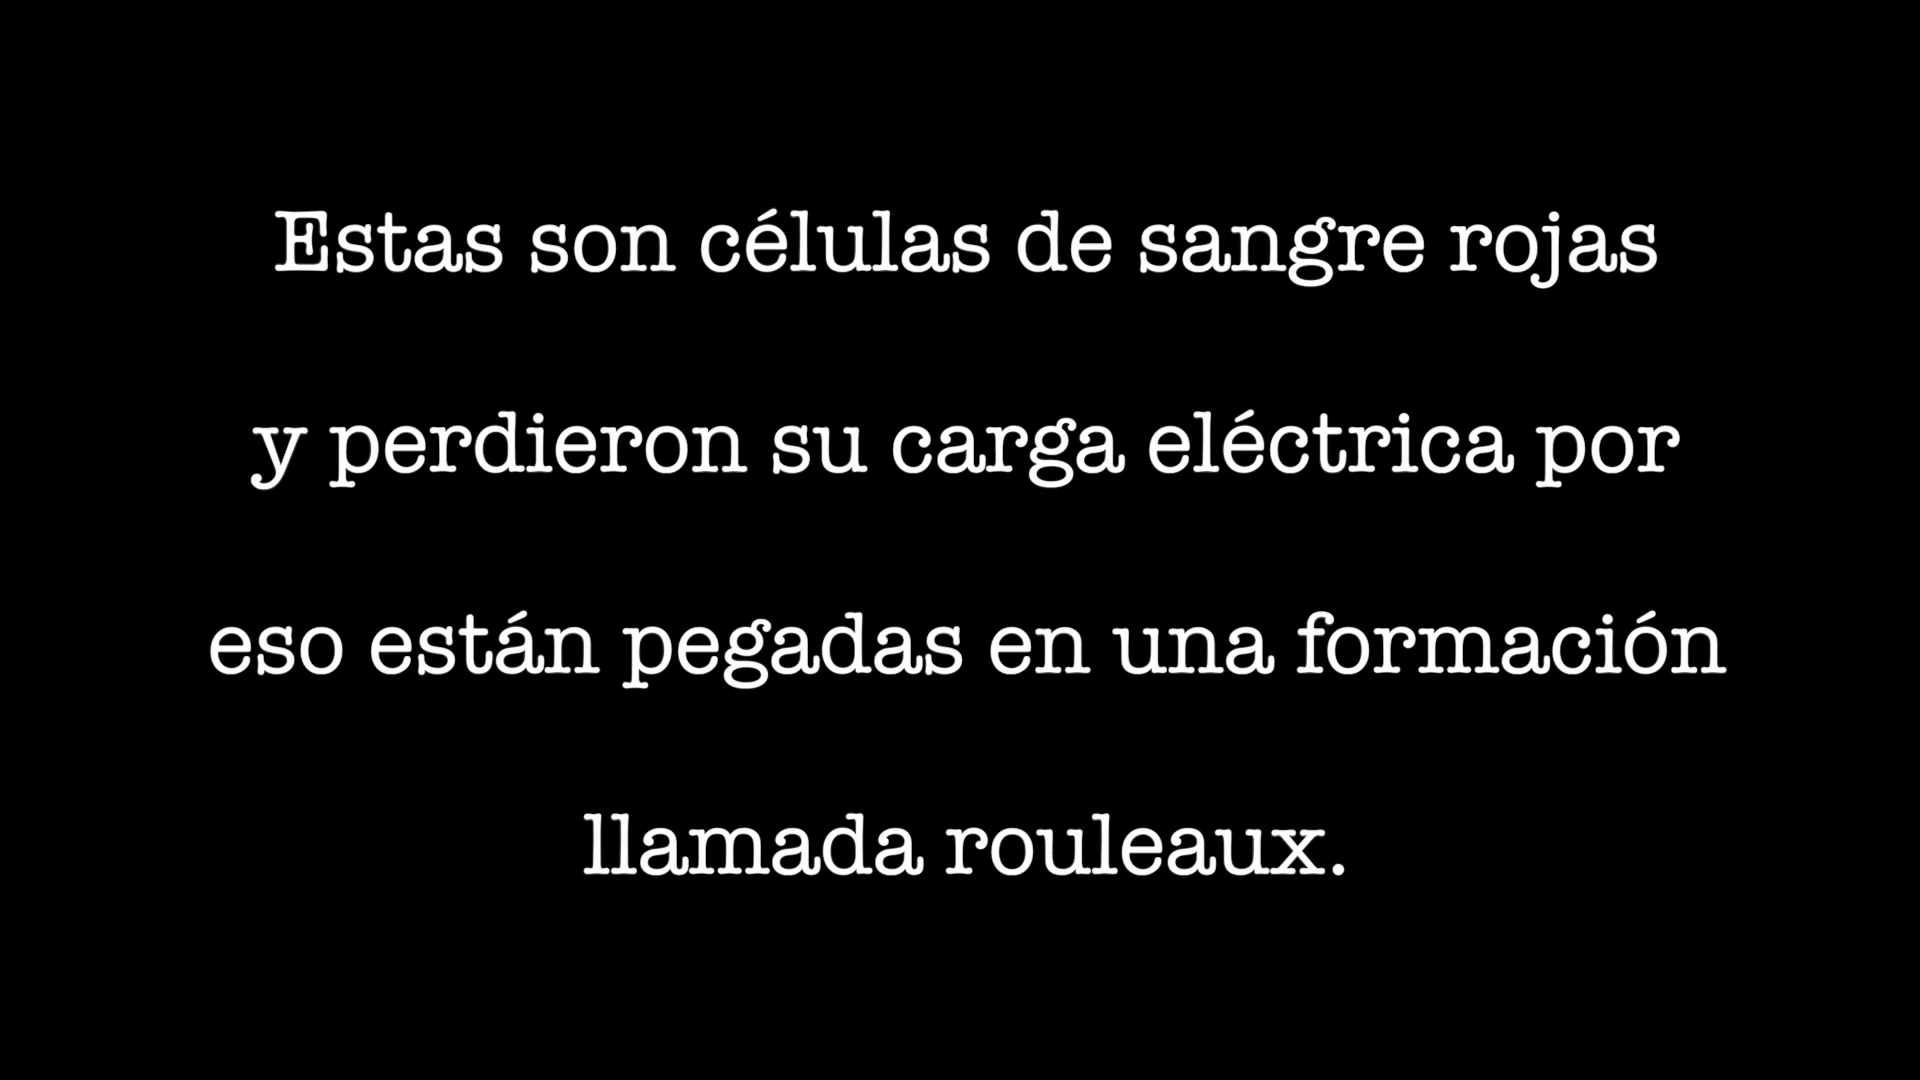 Estas son células de sangre rojas
y perdieron su carga eléctrica por
eso están pegadas en una formación
llamada rouleaux.